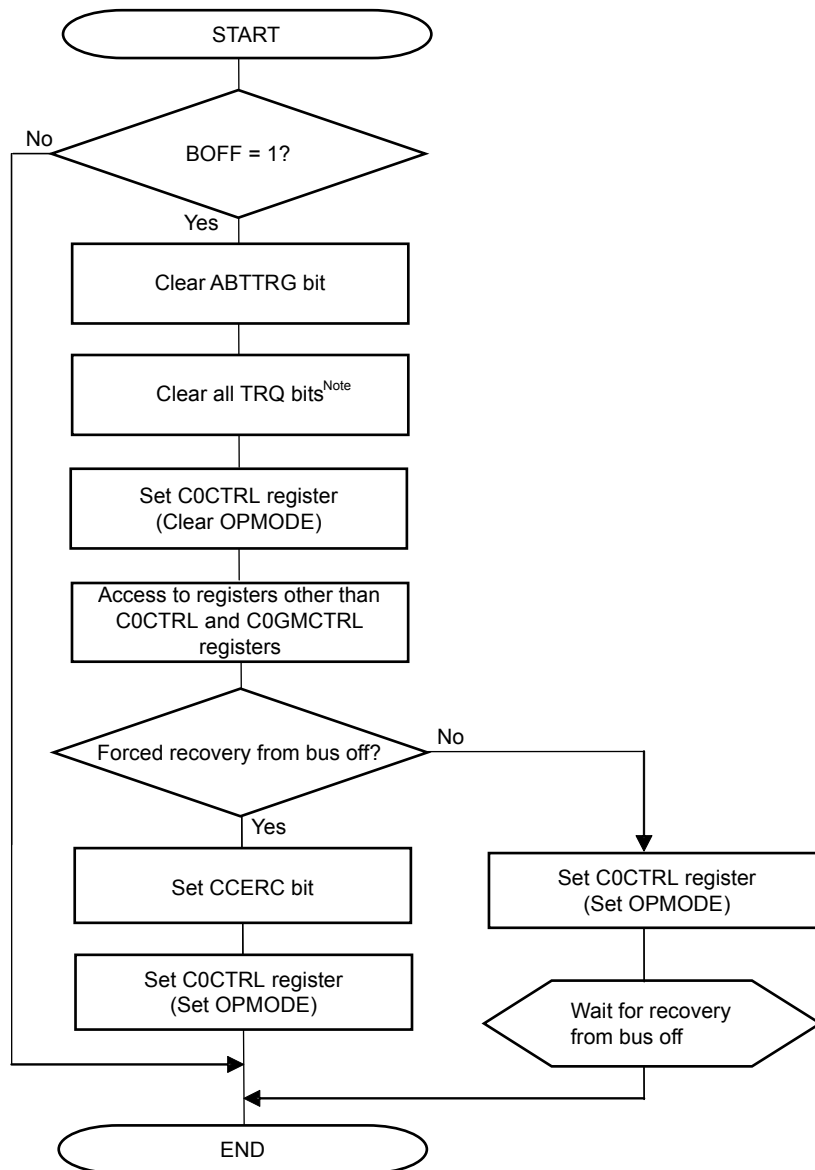 START
No
BOFF = 1?
Yes
Clear ABTTRG bit
Clear all TRQ bitsNote
Set C0CTRL register
(Clear OPMODE)
Access to registers other than
C0CTRL and C0GMCTRL
registers
Forced recovery from bus off?
No
Yes
Set CCERC bit
Set C0CTRL register
(Set OPMODE)
Set C0CTRL register
(Set OPMODE)
Wait for recovery
from bus off
END